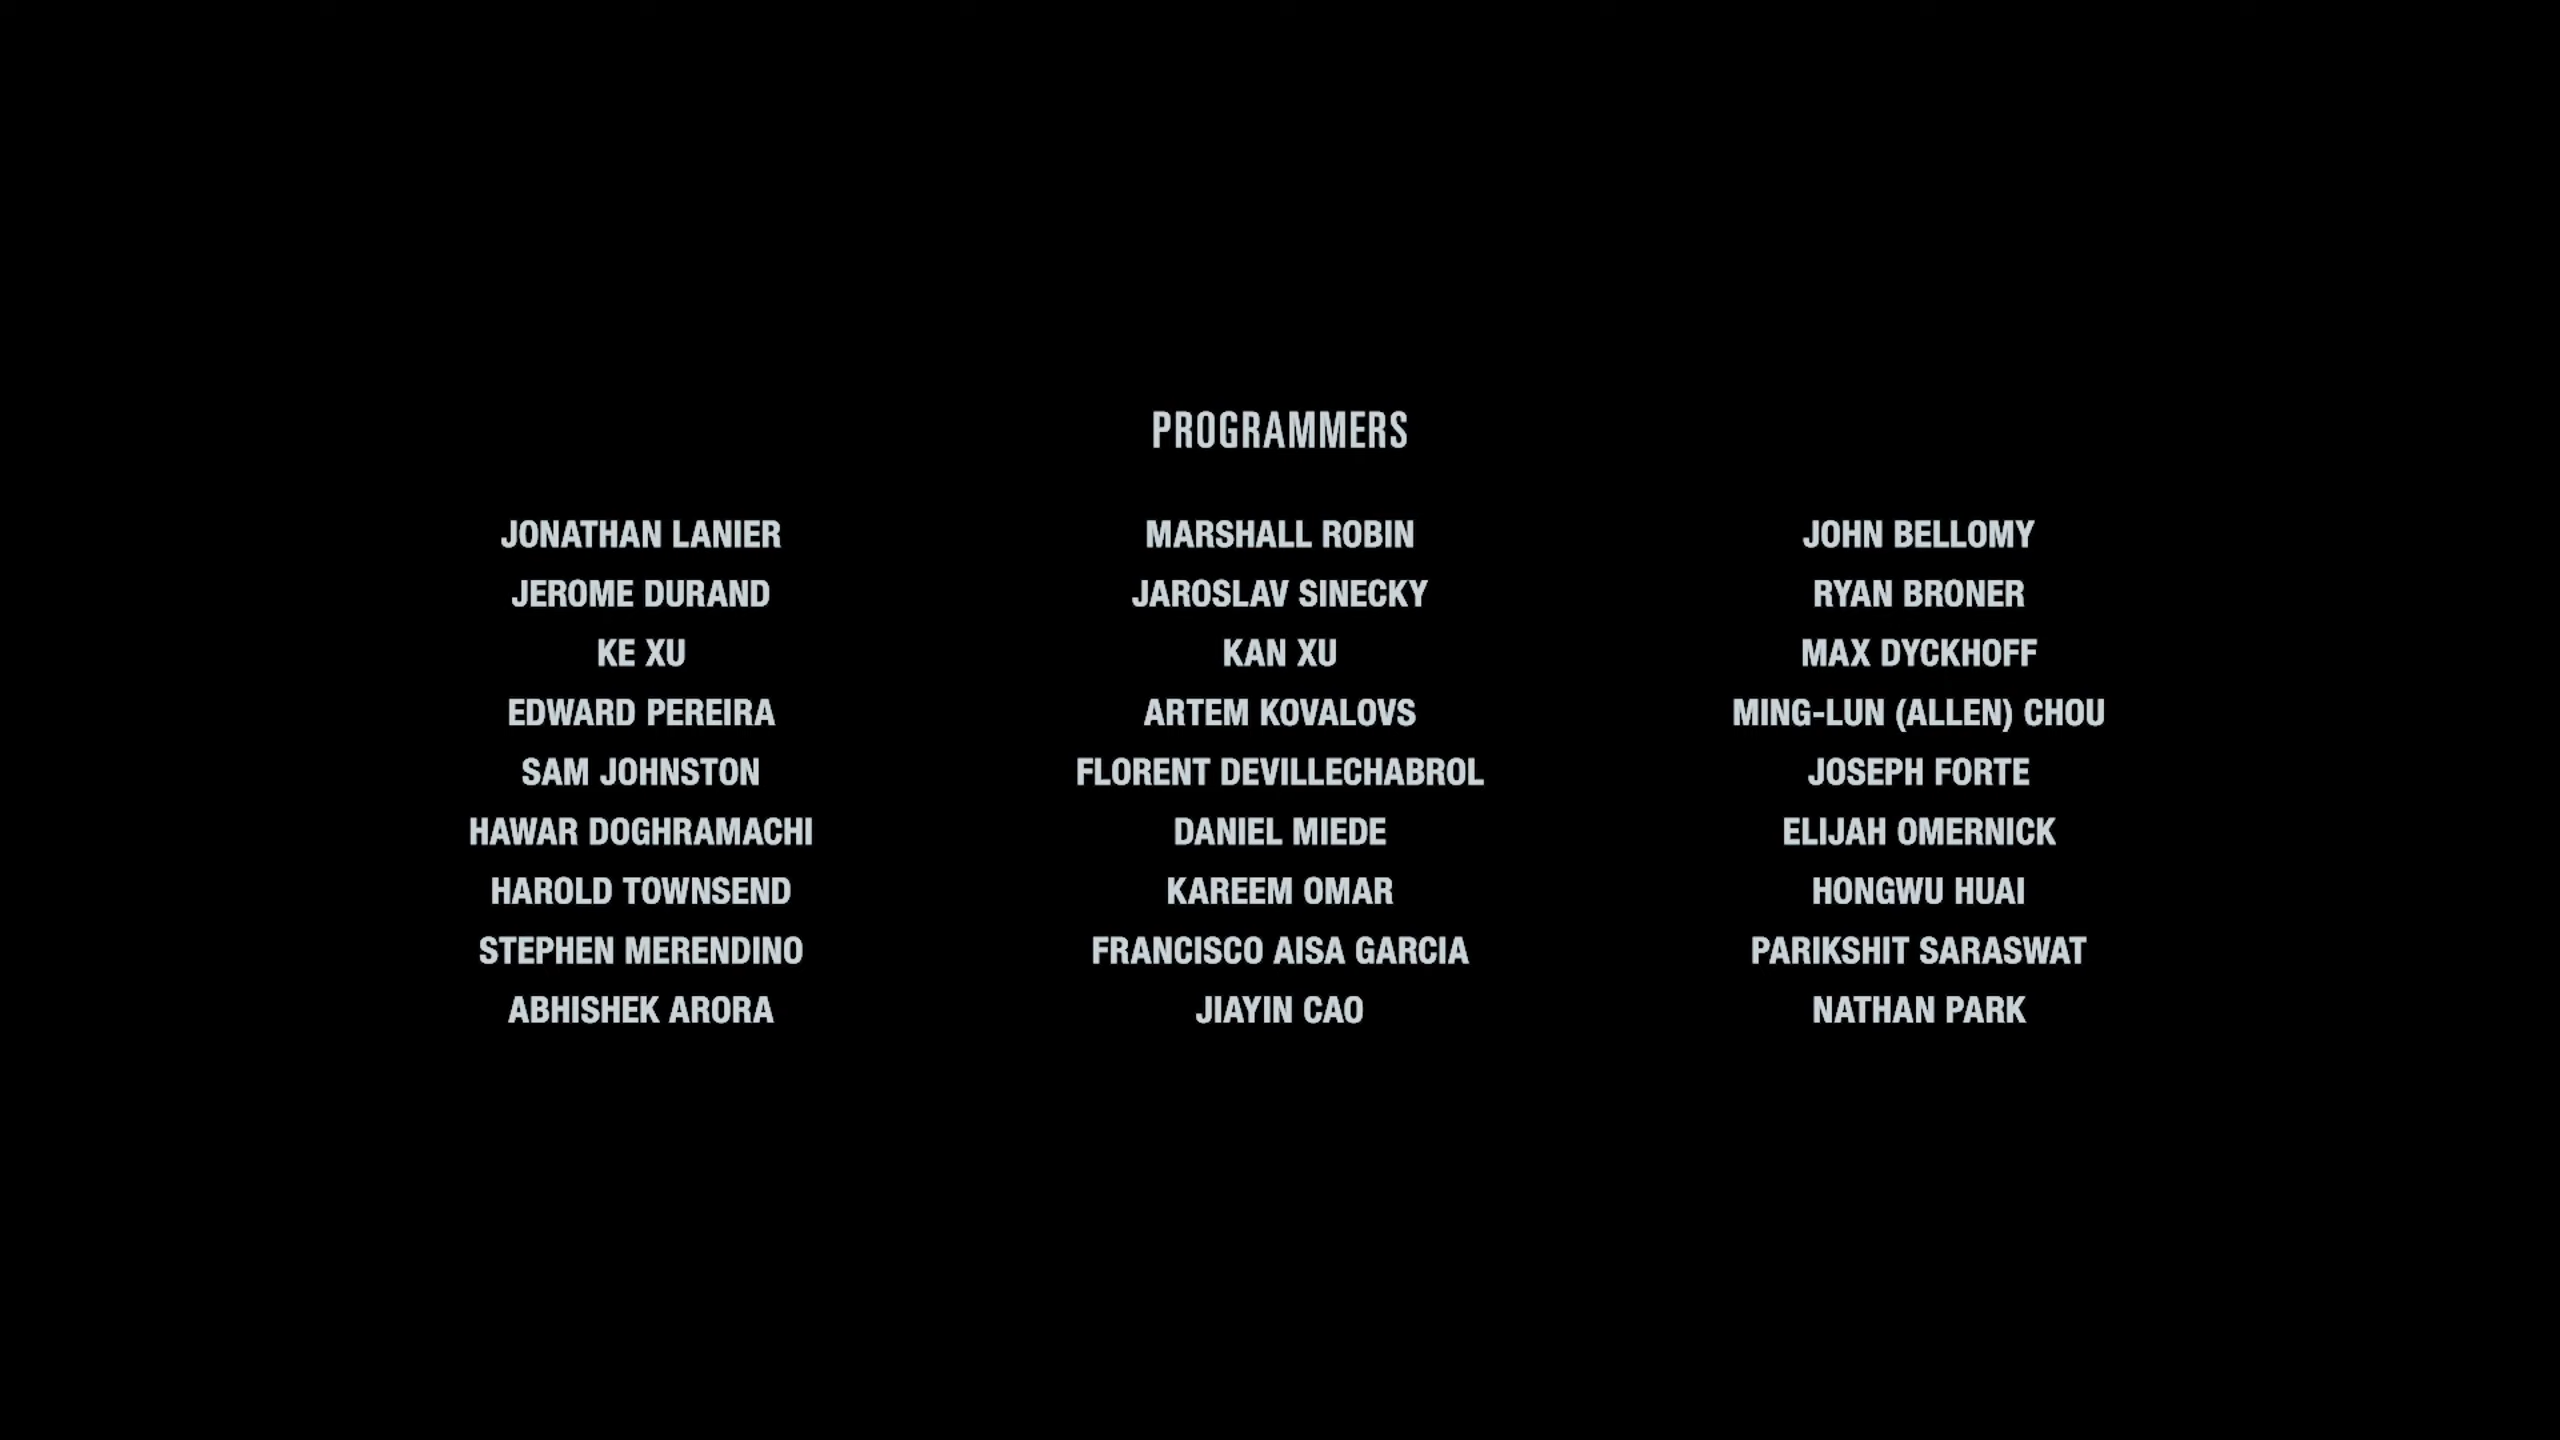 PROGRAMMERS
JONATHAN LANIER MARSHALL ROBIN JOHN BELLOMY
JEROME DURAND JAROSLAV SINECKY RYAN BRONER
KE XU KAN XU MAX DYCKHOFF
EDWARD PEREIRA ARTEM KOVALOVS MING-LUN (ALLEN) CHOU
SAM JOHNSTON FLORENT DEVILLECHABROL JOSEPH FORTE
HAWAR DOGHRAMACHI DANIEL MIEDE ELIJAH OMERNICK
HAROLD TOWNSEND KAREEM OMAR HONGWU HUAI
STEPHEN MERENDINO FRANCISCO AISA GARCIA PARIKSHIT SARASWAT
ABHISHEK ARORA JIAYIN CAO NATHAN PARK